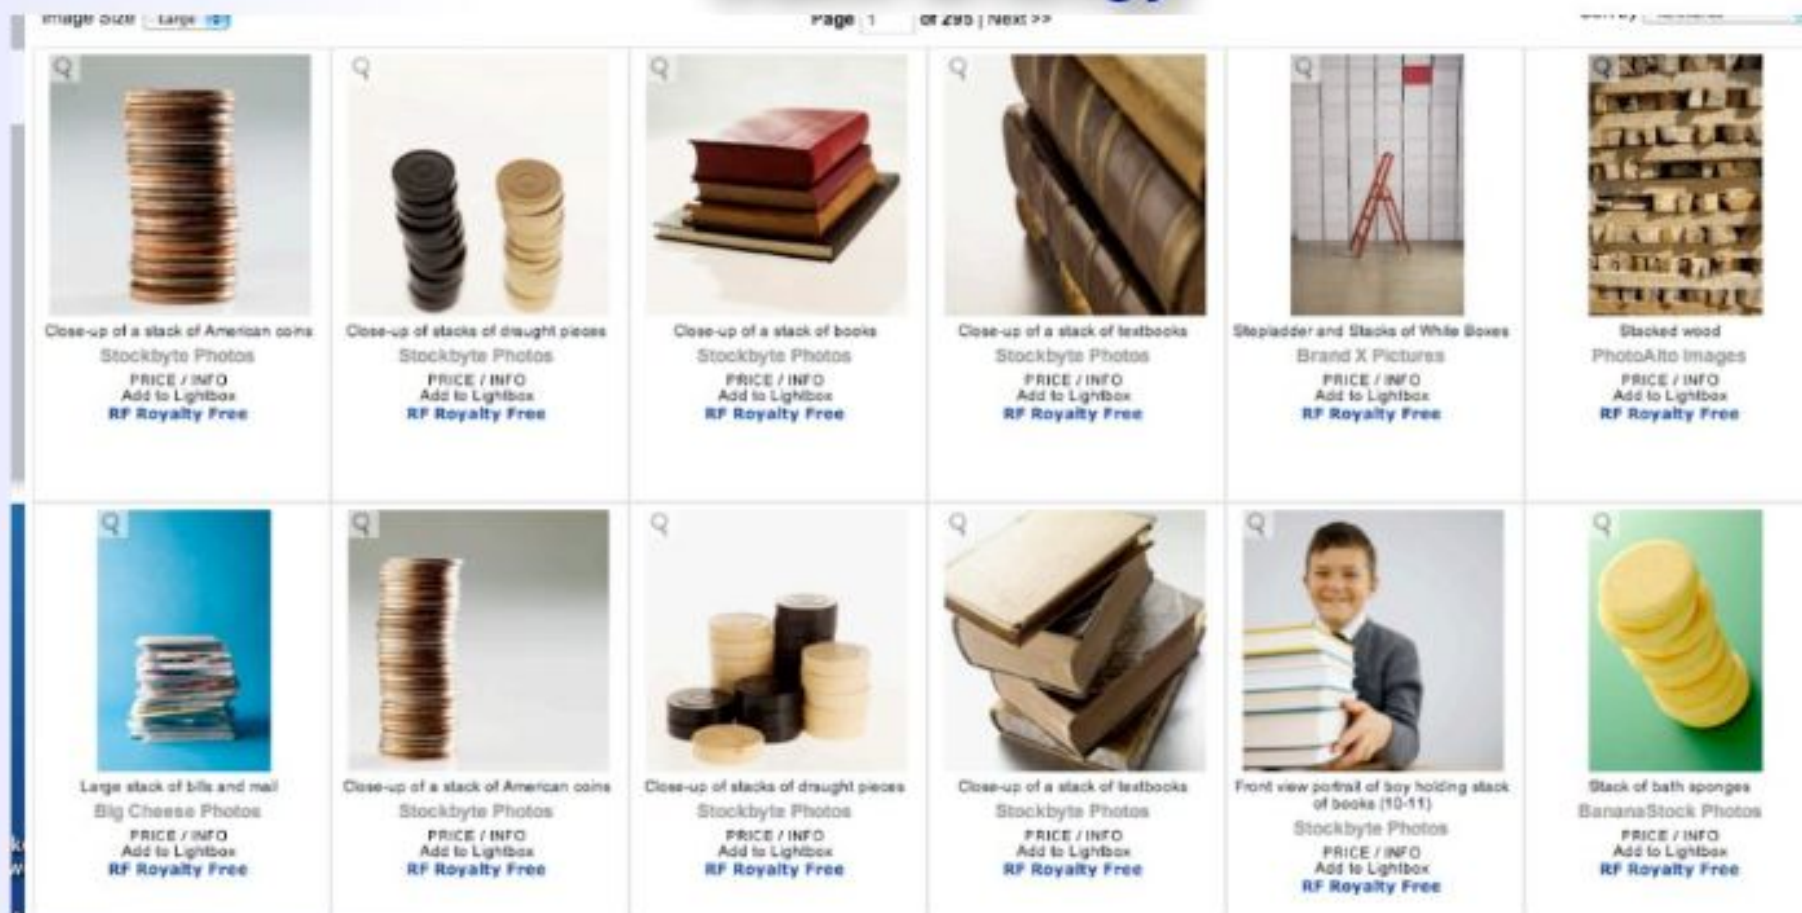 Image Size Large
Page 1 of 295 | Next >>
Close-up of a stack of American coins
Stockbyte Photos
PRICE / INFO
Add to Lightbox
RF Royalty Free
Close-up of stacks of draught pieces
Stockbyte Photos
PRICE / INFO
Add to Lightbox
RF Royalty Free
Close-up of a stack of books
Stockbyte Photos
PRICE / INFO
Add to Lightbox
RF Royalty Free
Close-up of a stack of textbooks
Stockbyte Photos
PRICE / INFO
Add to Lightbox
RF Royalty Free
Stepladder and Stacks of White Boxes
Brand X Pictures
PRICE / INFO
Add to Lightbox
RF Royalty Free
Stacked wood
PhotoAlto Images
PRICE / INFO
Add to Lightbox
RF Royalty Free
Large stack of bills and mail
Big Cheese Photos
PRICE / INFO
Add to Lightbox
RF Royalty Free
Close-up of a stack of American coins
Stockbyte Photos
PRICE / INFO
Add to Lightbox
RF Royalty Free
Close-up of stacks of draught pieces
Stockbyte Photos
PRICE / INFO
Add to Lightbox
RF Royalty Free
Close-up of a stack of textbooks
Stockbyte Photos
PRICE / INFO
Add to Lightbox
RF Royalty Free
Front view portrait of boy holding stack
of books (10-11)
Stockbyte Photos
PRICE / INFO
Add to Lightbox
RF Royalty Free
Stack of bath sponges
BananaStock Photos
PRICE / INFO
Add to Lightbox
RF Royalty Free